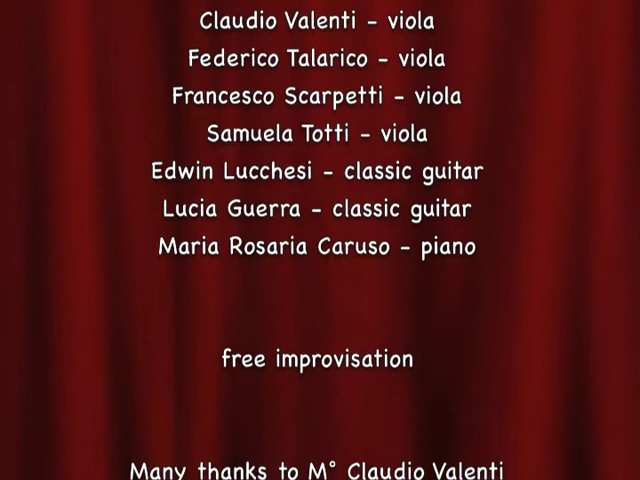 Claudio Valenti - viola
Federico Talarico - viola
Francesco Scarpetti - viola
Samuela Totti - viola
Edwin Lucchesi - classic guitar
Lucia Guerra - classic guitar
Maria Rosaria Caruso - piano
free improvisation
Many thanks to M° Claudio Valenti